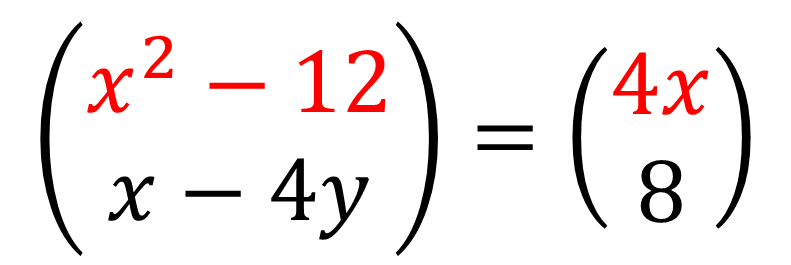 (x² − 12
x − 4y) = (4x
8)